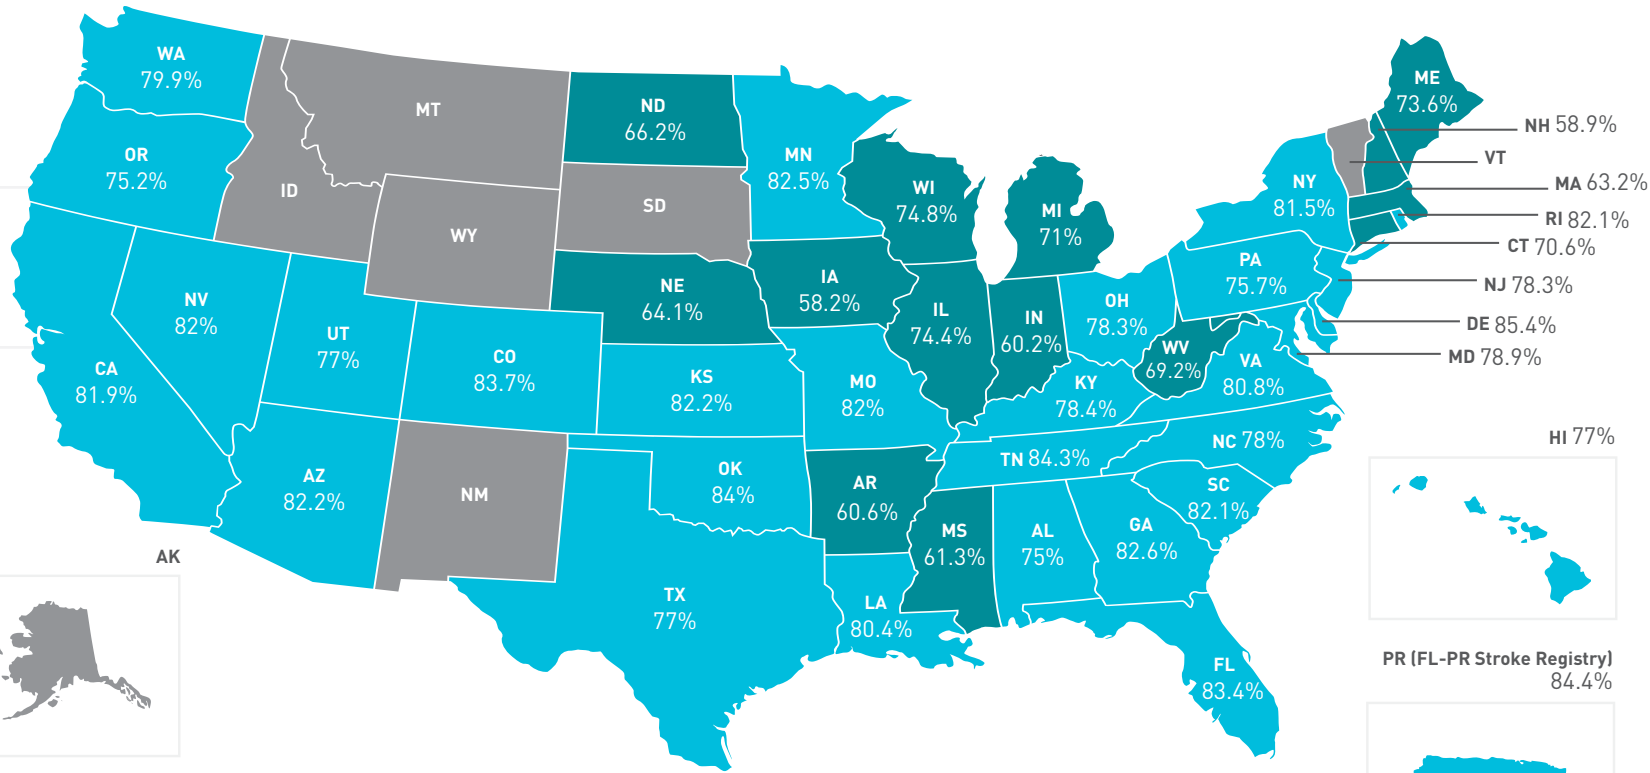 WA
79.9%
MT
ND
66.2%
ME
73.6%
NH 58.9%
OR
75.2%
MN
82.5%
VT
ID
WI
74.8%
NY
81.5%
MA 63.2%
SD
MI
71%
RI 82.1%
WY
CT 70.6%
PA
75.7%
NV
82%
NE
64.1%
IA
58.2%
NJ 78.3%
UT
77%
IL
74.4%
IN
60.2%
OH
78.3%
DE 85.4%
CO
83.7%
WV
69.2%
VA
80.8%
MD 78.9%
CA
81.9%
KS
82.2%
MO
82%
KY
78.4%
HI 77%
NC 78%
TN 84.3%
AZ
82.2%
NM
OK
84%
AR
60.6%
SC
82.1%
MS
61.3%
AL
75%
GA
82.6%
AK
TX
77%
LA
80.4%
FL
83.4%
PR (FL-PR Stroke Registry)
84.4%